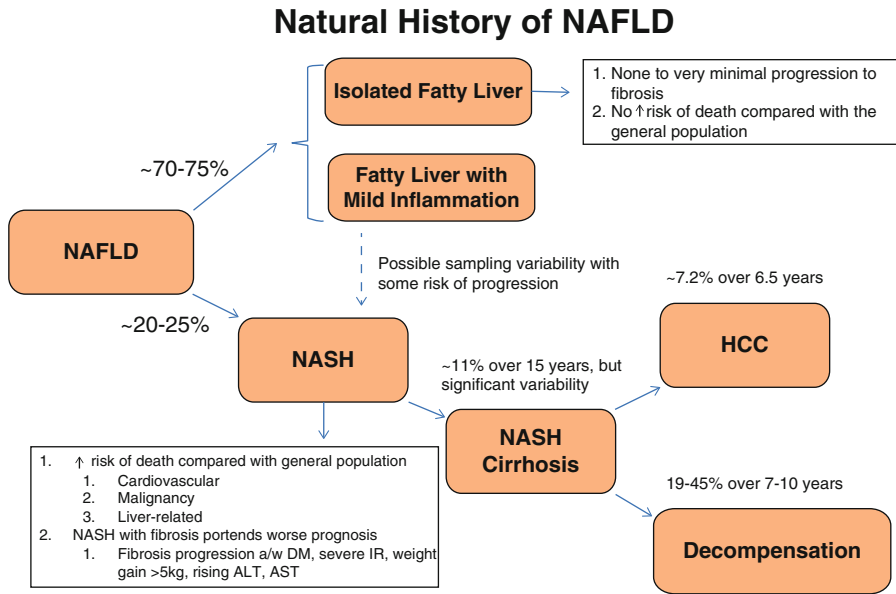 Natural History of NAFLD
Isolated Fatty Liver
1. None to very minimal progression to
fibrosis
2. No ↑ risk of death compared with the
general population
~70-75%
Fatty Liver with
Mild Inflammation
NAFLD
Possible sampling variability with
some risk of progression
~20-25%
NASH
~7.2% over 6.5 years
HCC
~11% over 15 years, but
significant variability
NASH
Cirrhosis
1. ↑ risk of death compared with general population
1. Cardiovascular
2. Malignancy
3. Liver-related
2. NASH with fibrosis portends worse prognosis
1. Fibrosis progression a/w DM, severe IR, weight
gain >5kg, rising ALT, AST
19-45% over 7-10 years
Decompensation